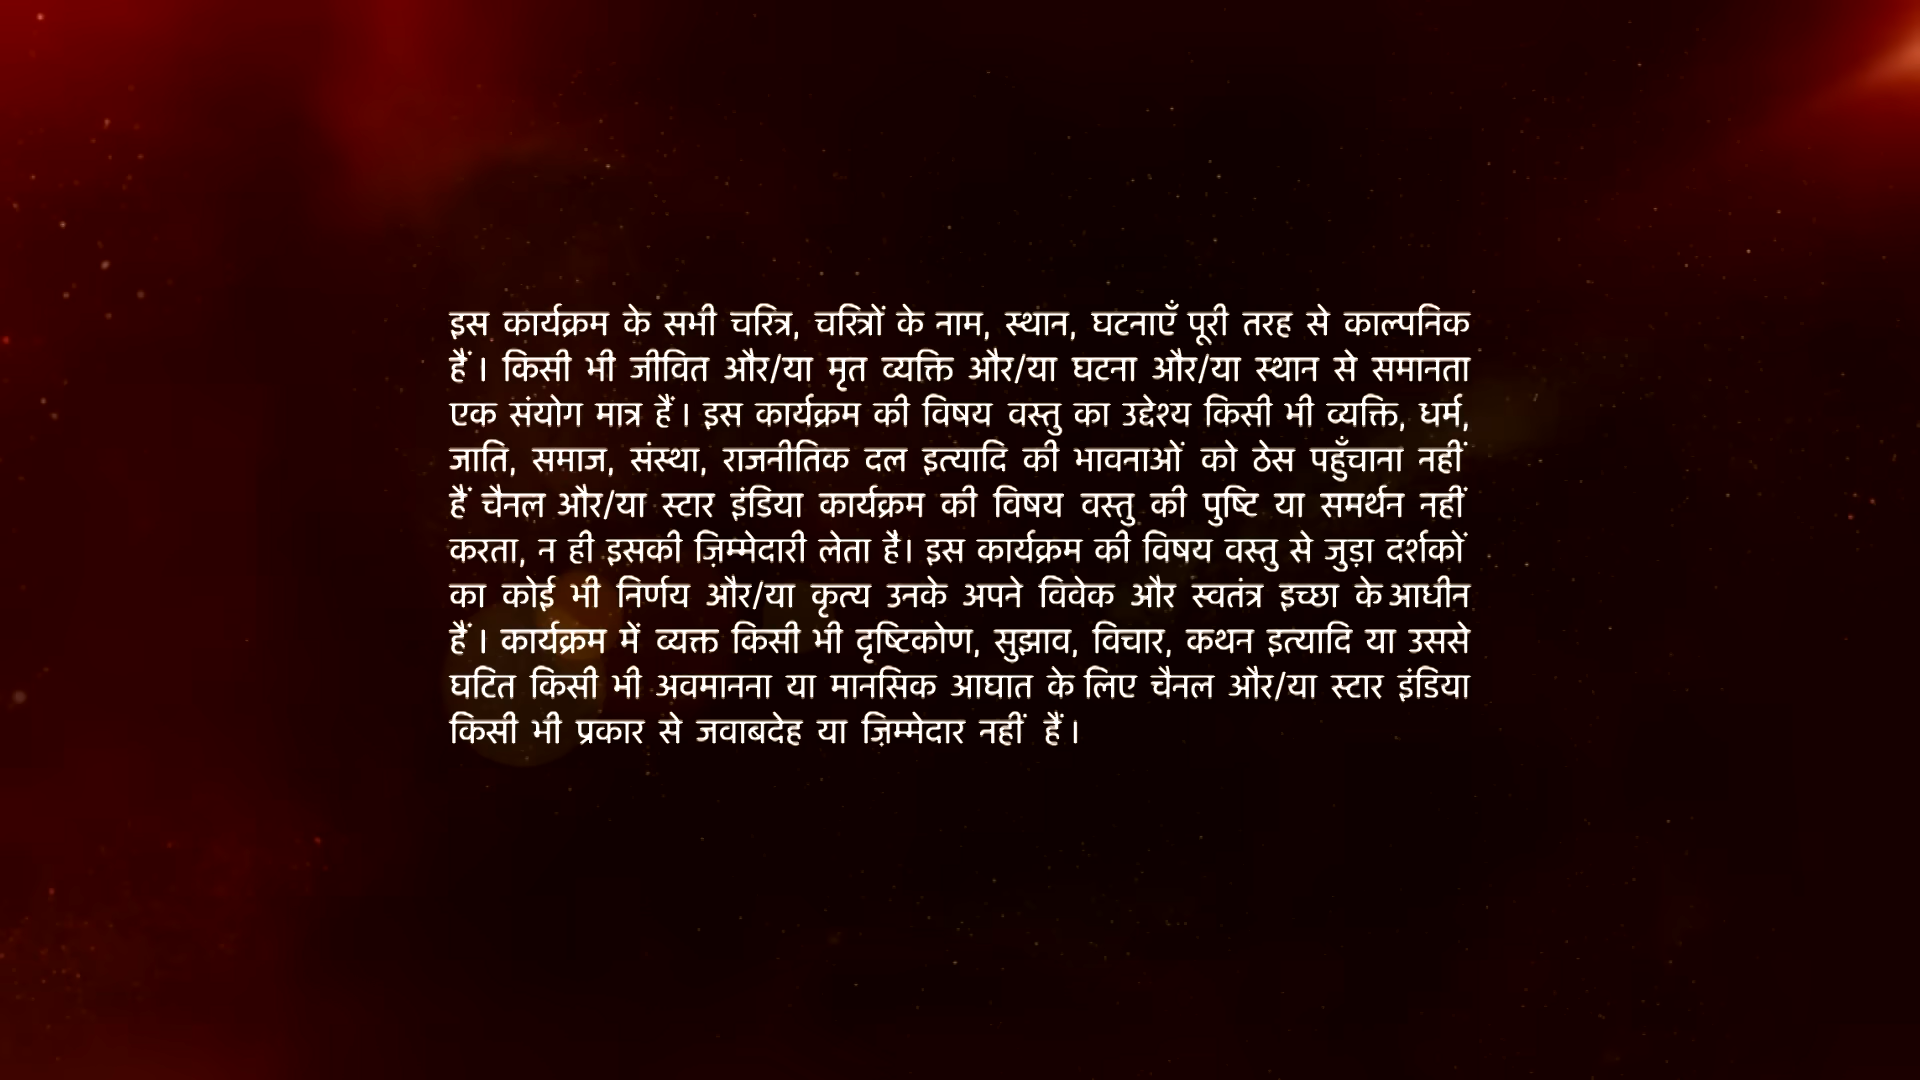 इस कार्यक्रम के सभी चरित्र, चरित्रों के नाम, स्थान, घटनाएँ पूरी तरह से काल्पनिक
हैं । किसी भी जीवित और/या मृत व्यक्ति और/या घटना और/या स्थान से समानता
एक संयोग मात्र हैं । इस कार्यक्रम की विषय वस्तु का उद्देश्य किसी भी व्यक्ति, धर्म,
जाति, समाज, संस्था, राजनीतिक दल इत्यादि की भावनाओं को ठेस पहुँचाना नहीं
हैं चैनल और/या स्टार इंडिया कार्यक्रम की विषय वस्तु की पुष्टि या समर्थन नहीं
करता, न ही इसकी ज़िम्मेदारी लेता है। इस कार्यक्रम की विषय वस्तु से जुड़ा दर्शकों
का कोई भी निर्णय और/या कृत्य उनके अपने विवेक और स्वतंत्र इच्छा के आधीन
हैं । कार्यक्रम में व्यक्त किसी भी दृष्टिकोण, सुझाव, विचार, कथन इत्यादि या उससे
घटित किसी भी अवमानना या मानसिक आघात के लिए चैनल और/या स्टार इंडिया
किसी भी प्रकार से जवाबदेह या ज़िम्मेदार नहीं हैं ।